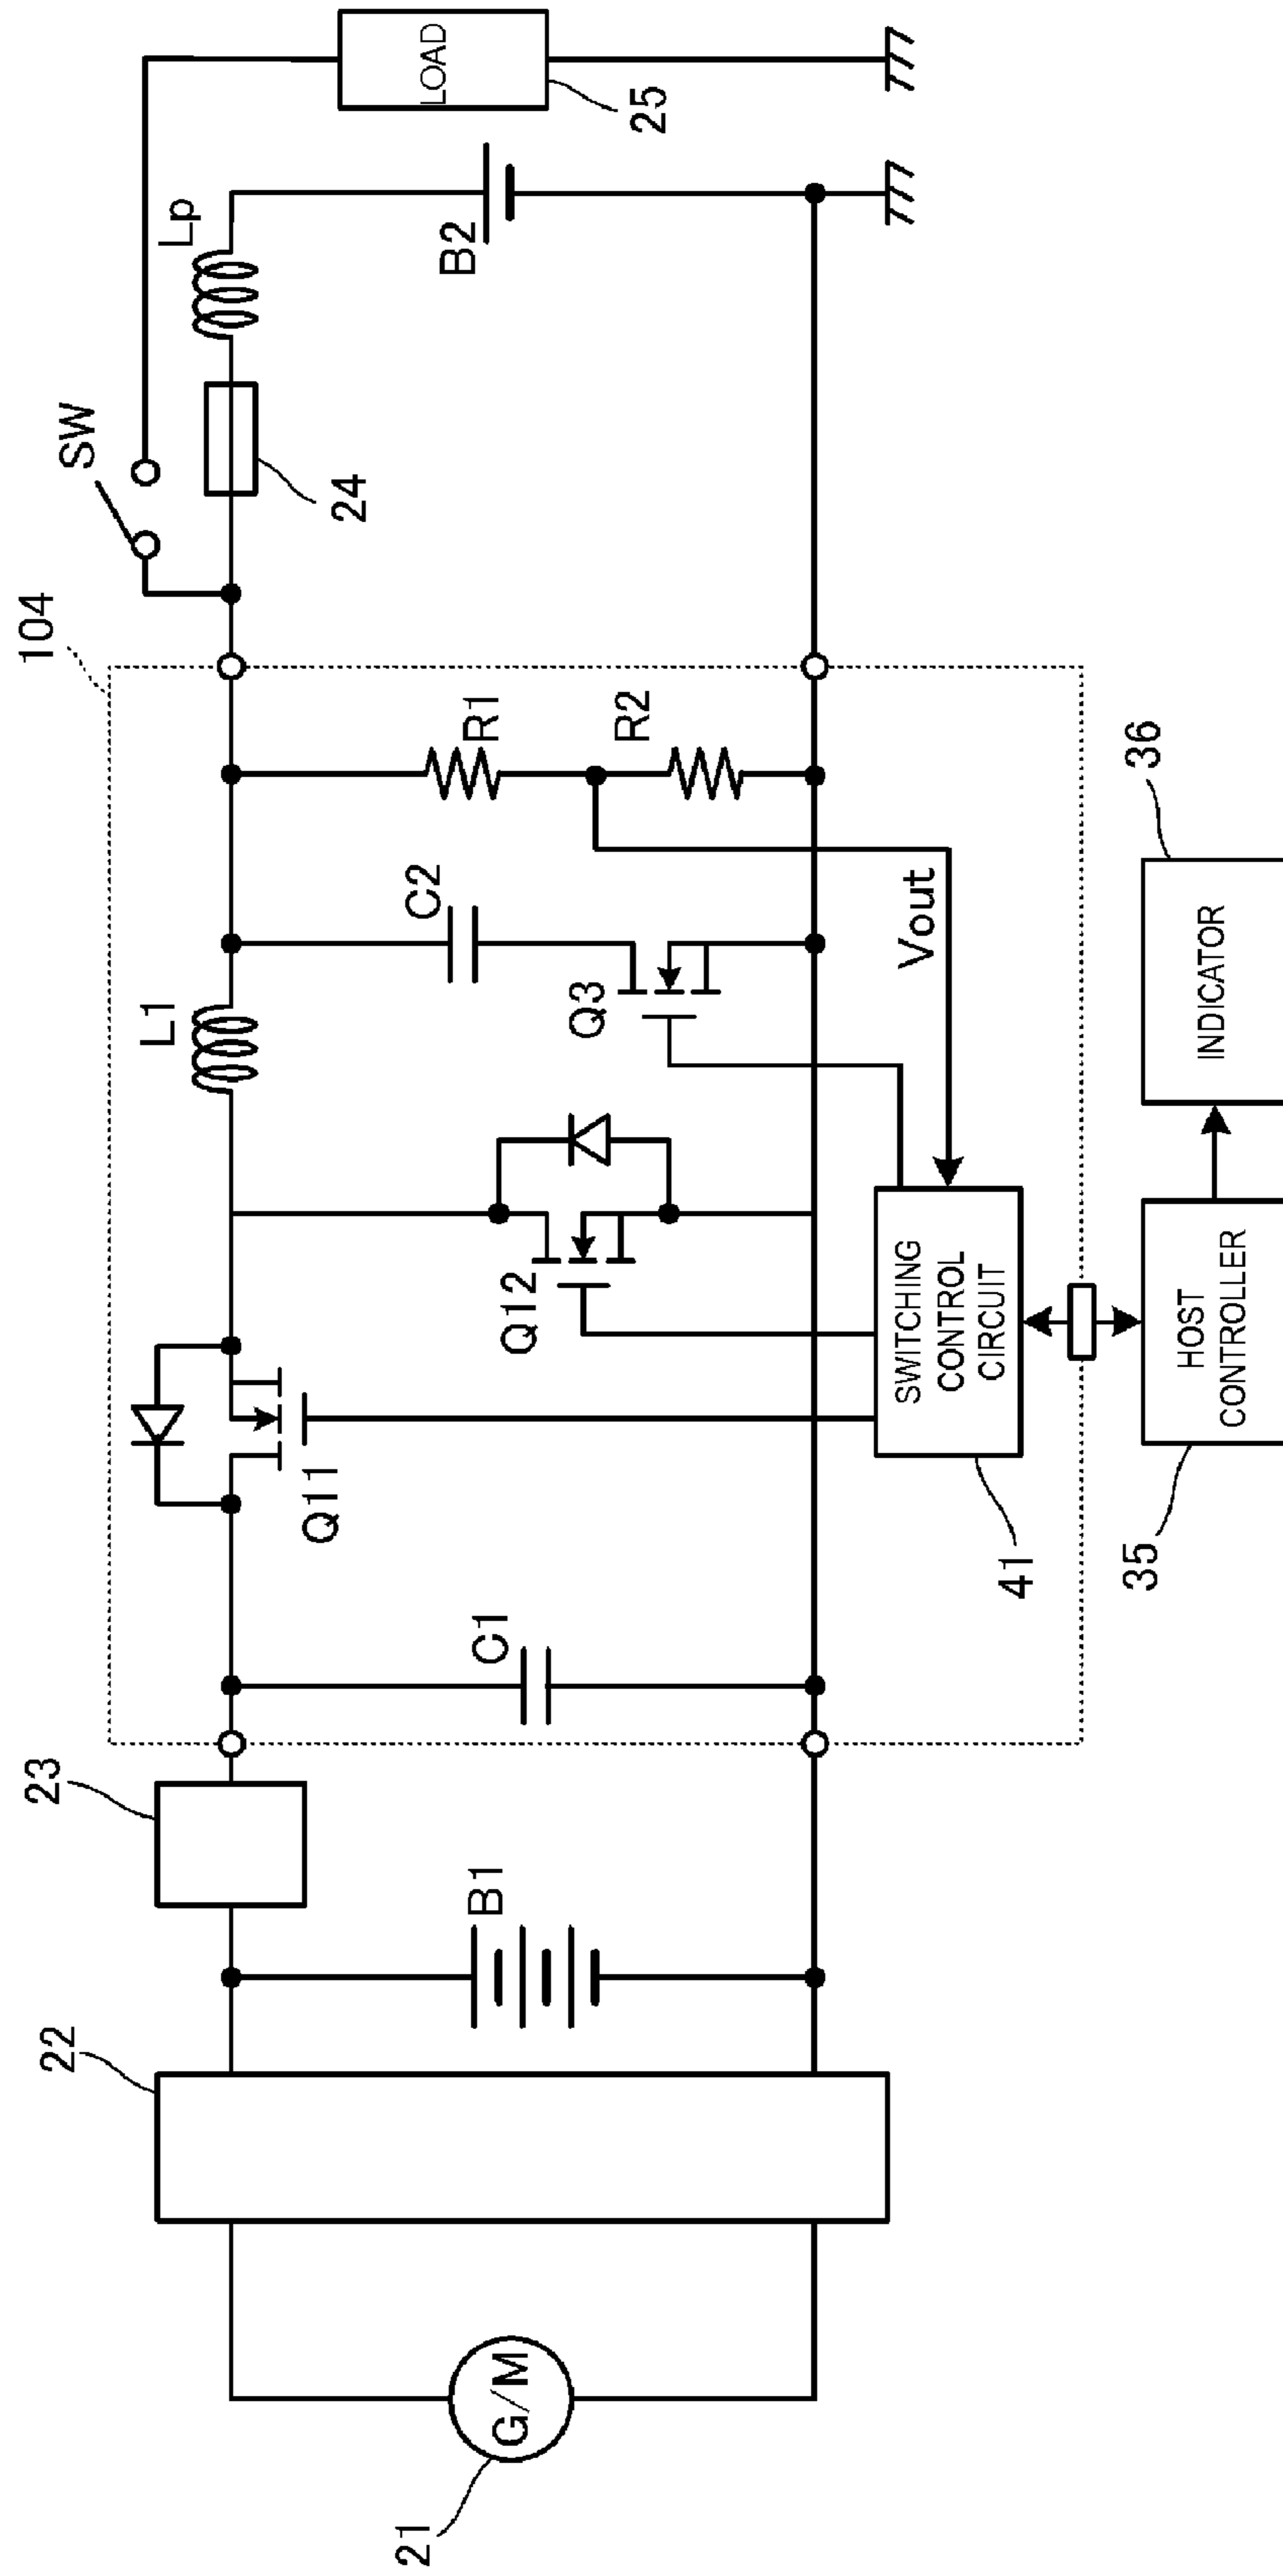 104
SW
Lp
LOAD
25
B2
24
R1
R2
C2
L1
Q3
Vout
Q12
Q11
C1
SWITCHING
CONTROL
CIRCUIT
41
HOST
CONTROLLER
35
INDICATOR
36
23
B1
22
G/M
21